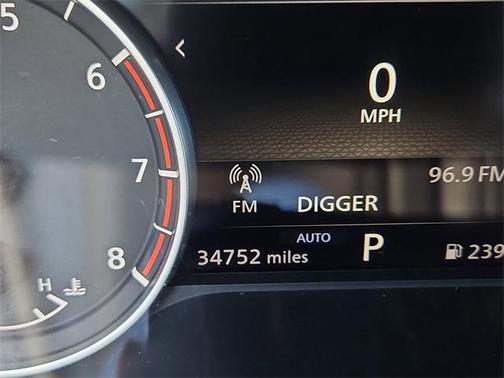 5
6
7
8
H
<
0
MPH
96.9 FM
FM DIGGER
AUTO
34752 miles P 239